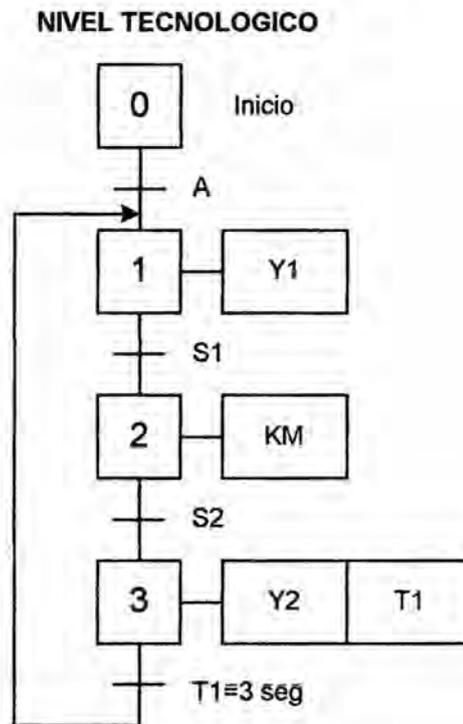 NIVEL TECNOLOGICO
0 Inicio
A
1 Y1
S1
2 KM
S2
3 Y2 T1
T1≡3 seg